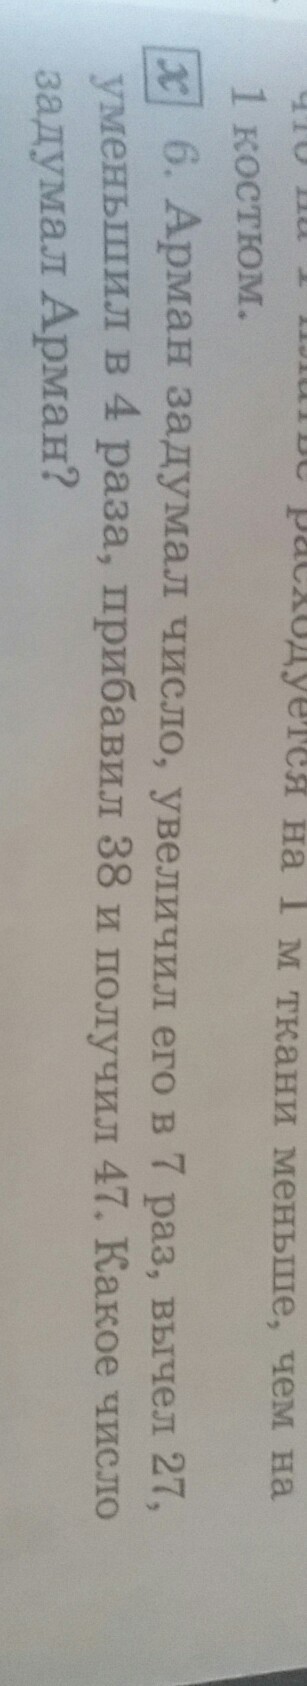 расходуется на 1 м ткани меньше, чем на
1 костюм.
x 6. Арман задумал число, увеличил его в 7 раз, вычел 27,
уменьшил в 4 раза, прибавил 38 и получил 47. Какое число
задумал Арман?